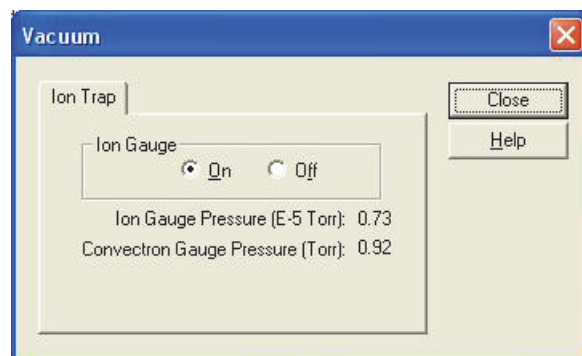 Vacuum
Ion Trap
Close
Help
Ion Gauge
On Off
Ion Gauge Pressure (E-5 Torr): 0.73
Convectron Gauge Pressure (Torr): 0.92